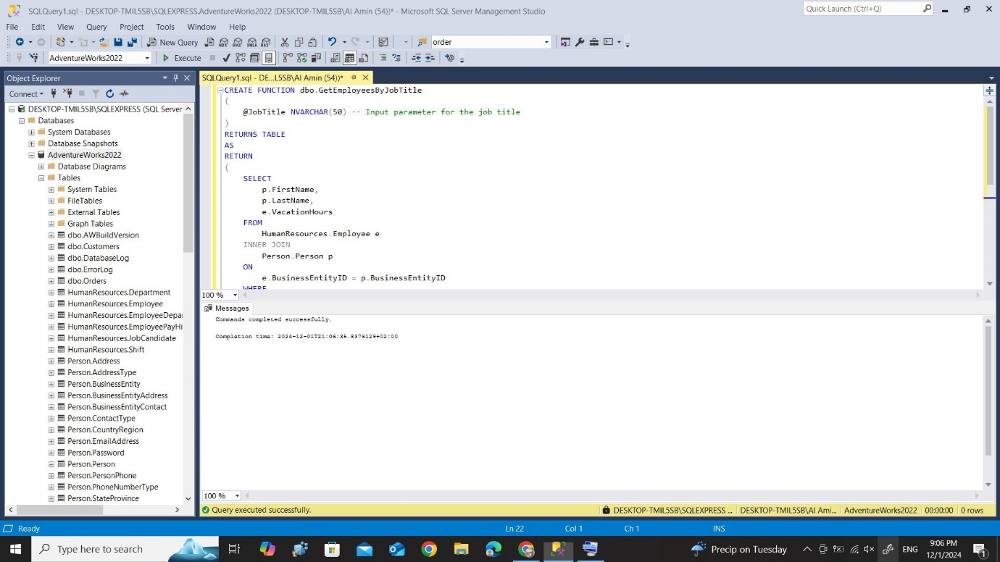 SQLQuery1.sql - DESKTOP-TMIL5SB\SQLEXPRESS.AdventureWorks2022 (DESKTOP-TMIL5SB\Al Amin (54))* - Microsoft SQL Server Management Studio
Quick Launch (Ctrl+Q)
File Edit View Query Project Tools Window Help
New Query
order
AdventureWorks2022
Execute
Object Explorer
SQLQuery1.sql - DE...L5SB\Al Amin (54))*
Connect
DESKTOP-TMIL5SB\SQLEXPRESS (SQL Server
Databases
System Databases
Database Snapshots
AdventureWorks2022
Database Diagrams
Tables
System Tables
FileTables
External Tables
Graph Tables
dbo.AWBuildVersion
dbo.Customers
dbo.DatabaseLog
dbo.ErrorLog
dbo.Orders
HumanResources.Department
HumanResources.Employee
HumanResources.EmployeeDepa
HumanResources.EmployeePayHi
HumanResources.JobCandidate
HumanResources.Shift
Person.Address
Person.AddressType
Person.BusinessEntity
Person.BusinessEntityAddress
Person.BusinessEntityContact
Person.ContactType
Person.CountryRegion
Person.EmailAddress
Person.Password
Person.Person
Person.PersonPhone
Person.PhoneNumberType
Person.StateProvince
CREATE FUNCTION dbo.GetEmployeesByJobTitle
(
@JobTitle NVARCHAR(50) -- Input parameter for the job title
)
RETURNS TABLE
AS
RETURN
(
SELECT
p.FirstName,
p.LastName,
e.VacationHours
FROM
HumanResources.Employee e
INNER JOIN
Person.Person p
ON
e.BusinessEntityID = p.BusinessEntityID
WHERE
100 %
Messages
Commands completed successfully.
Completion time: 2024-12-01T21:06:35.8376129+02:00
100 %
Query executed successfully.
DESKTOP-TMIL5SB\SQLEXPRESS ... DESKTOP-TMIL5SB\Al Ami... AdventureWorks2022 00:00:00 0 rows
Ready
Ln 22 Col 1 Ch 1 INS
Type here to search
Precip on Tuesday
ENG
9:06 PM
12/1/2024
1